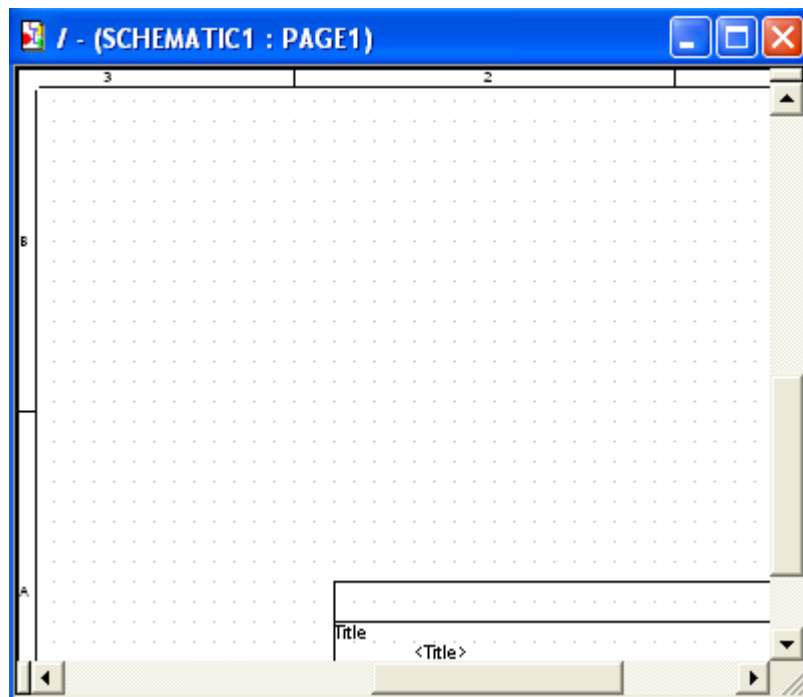 / - (SCHEMATIC1 : PAGE1)
3 2
B
A
Title
<Title>